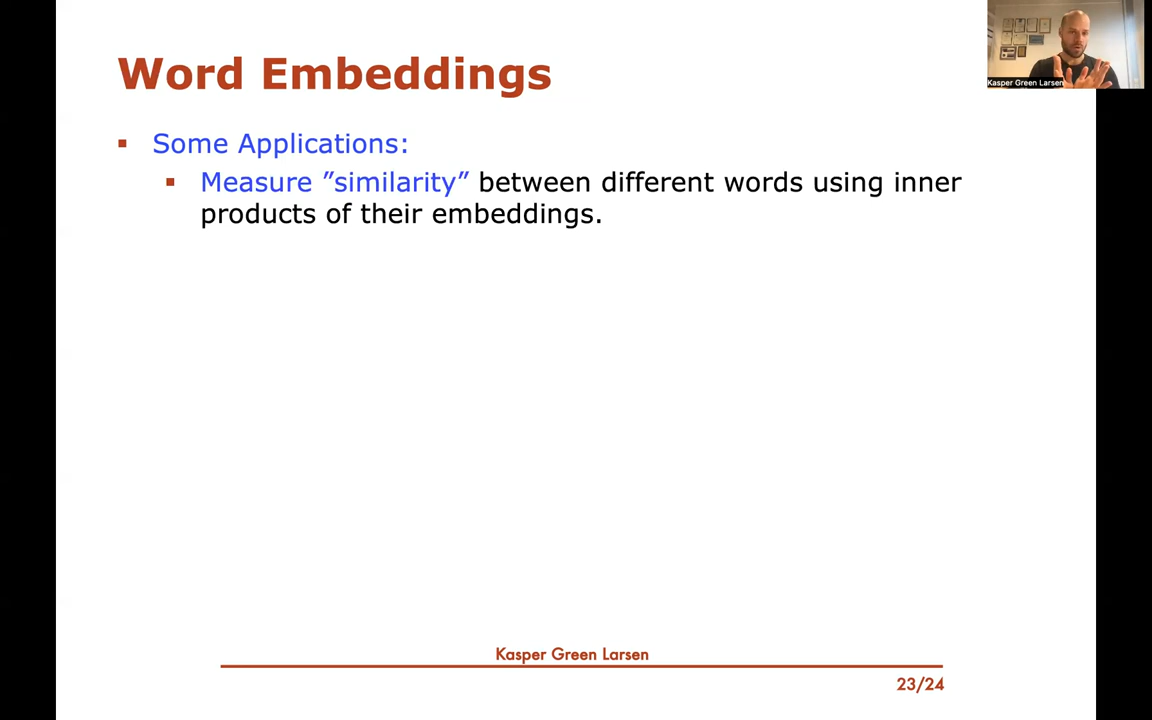 Word Embeddings
Kasper Green Larsen
▪ Some Applications:
▪ Measure ”similarity” between different words using inner
products of their embeddings.
Kasper Green Larsen
23/24